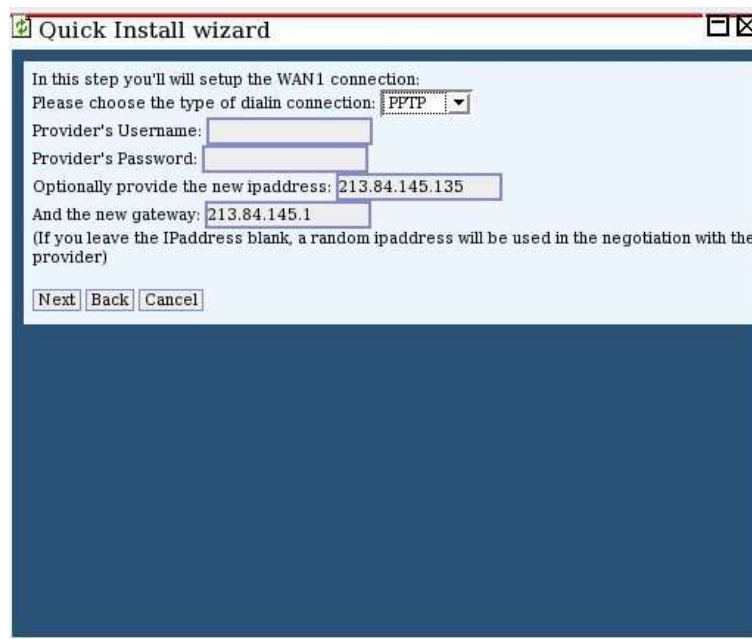 Quick Install wizard
In this step you'll will setup the WAN1 connection:
Please choose the type of dialin connection: PPTP
Provider's Username:
Provider's Password:
Optionally provide the new ipaddress: 213.84.145.135
And the new gateway: 213.84.145.1
(If you leave the IPaddress blank, a random ipaddress will be used in the negotiation with the
provider)
Next Back Cancel